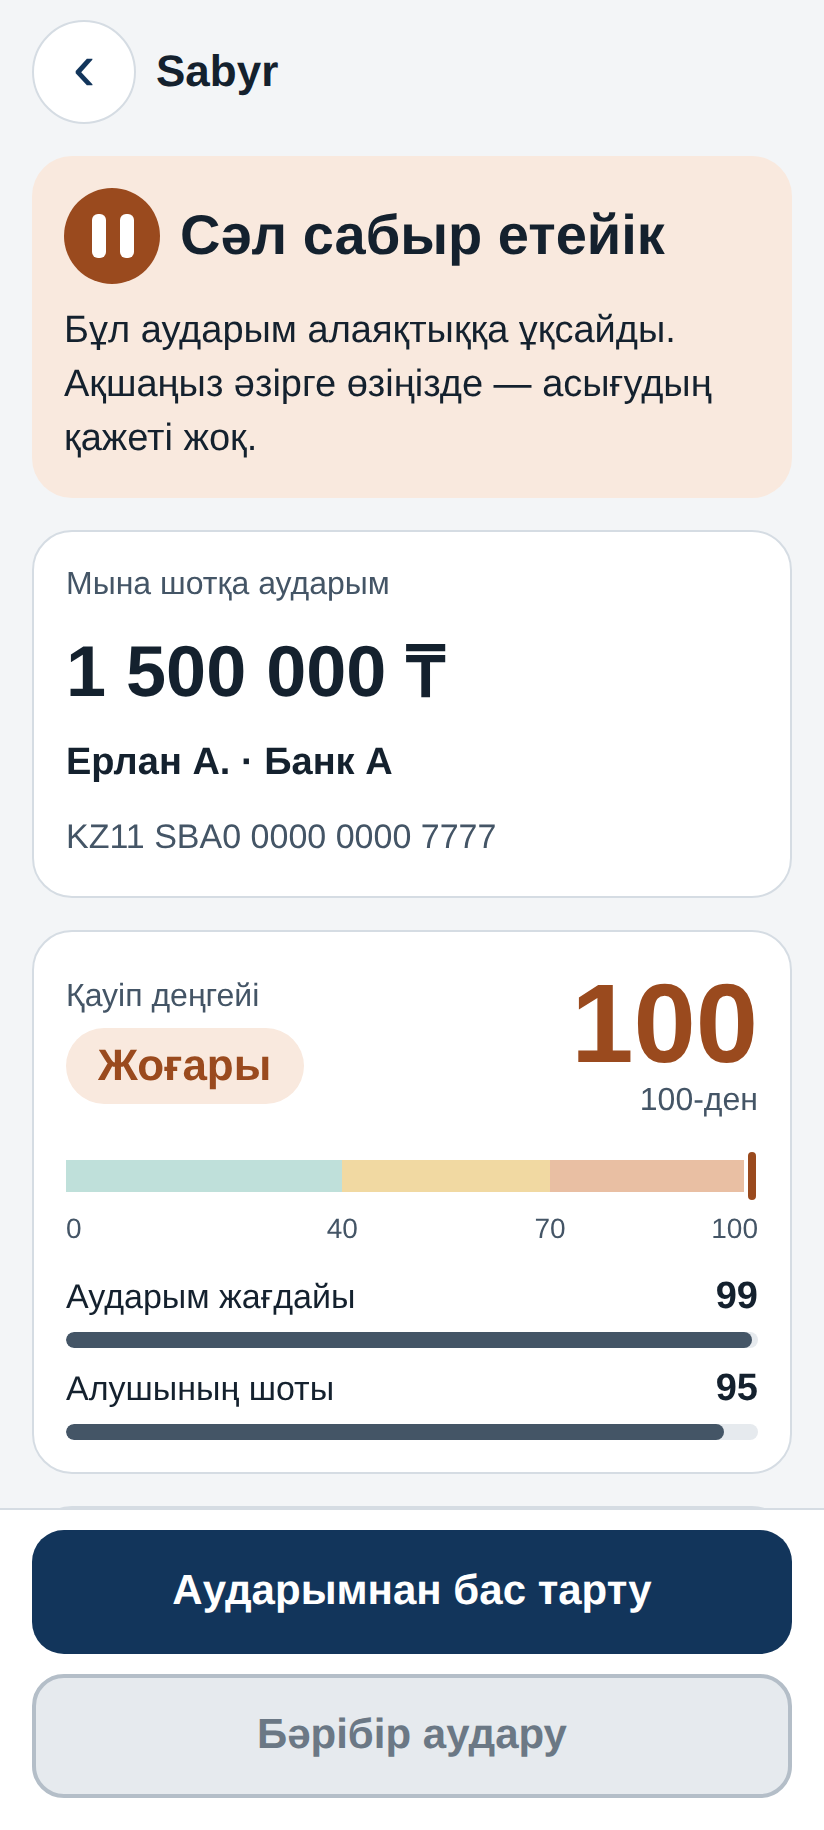 Sabyr
Сәл сабыр етейік
Бұл аударым алаяқтыққа ұқсайды.
Ақшаңыз әзірге өзіңізде — асығудың
қажеті жоқ.
Мына шотқа аударым
1 500 000 ₸
Ерлан А. · Банк А
KZ11 SBA0 0000 0000 7777
Қауіп деңгейі
Жоғары
100
100-ден
0 40 70 100
Аударым жағдайы 99
Алушының шоты 95
Аударымнан бас тарту
Бәрібір аудару